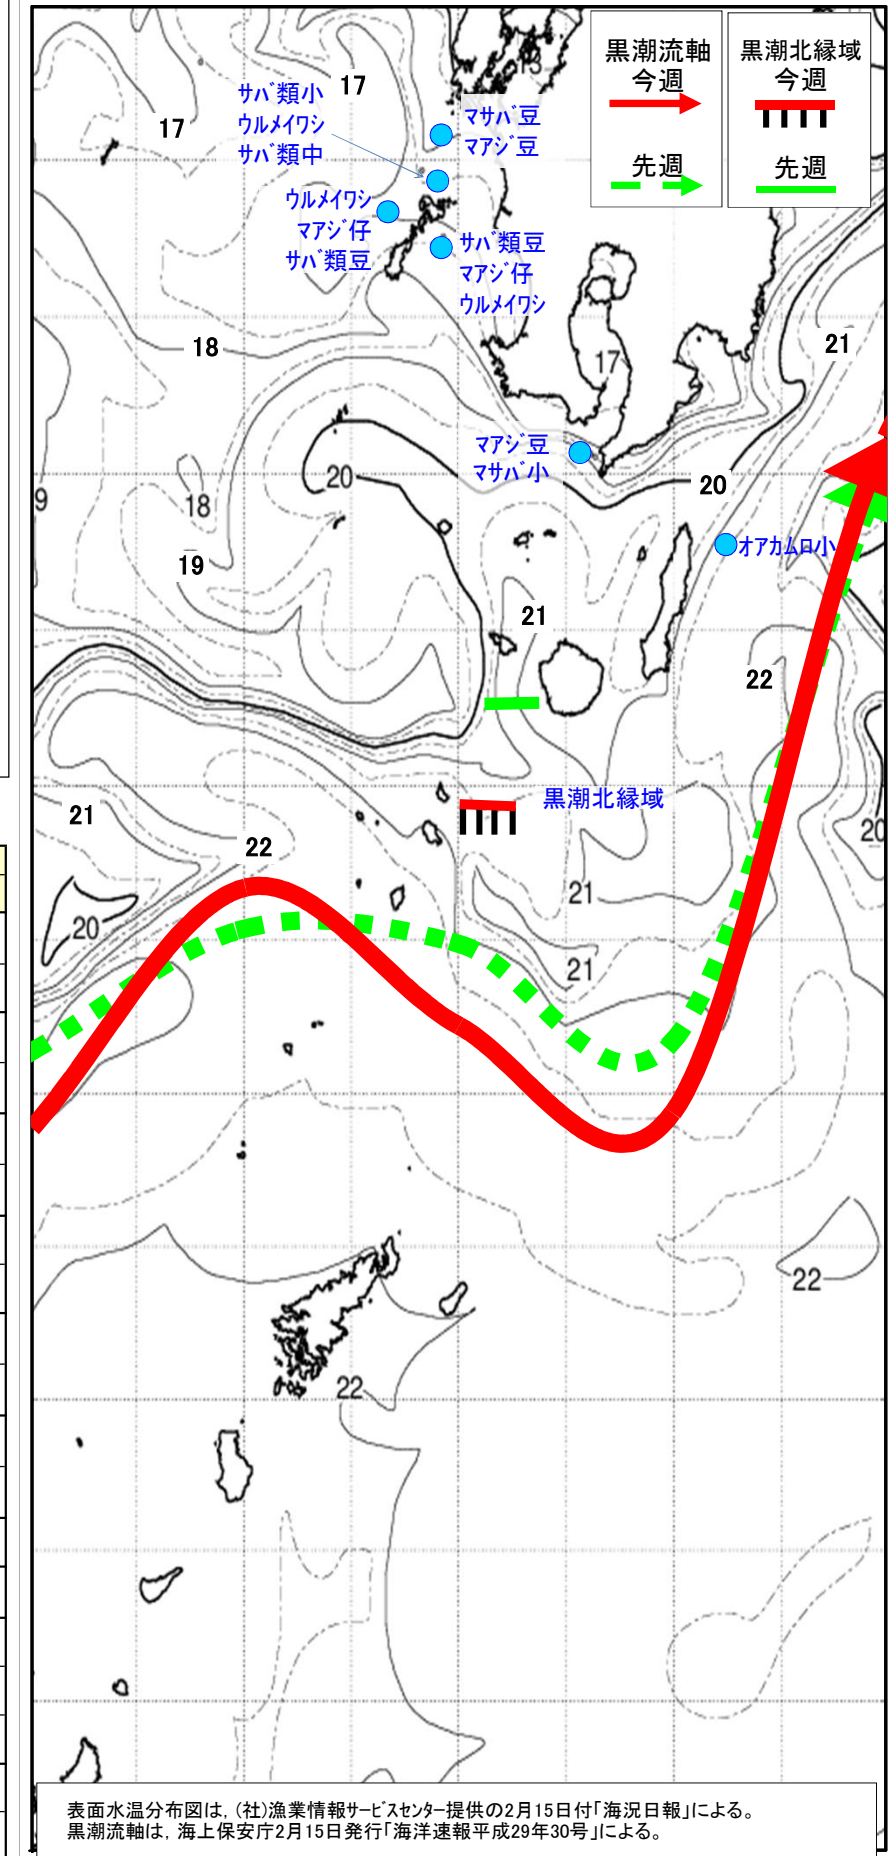 黒潮流軸
今週
先週
黒潮北縁域
今週
先週
13
17
17
サバ類小
ウルメイワシ
サバ類中
マサバ豆
マアジ豆
ウルメイワシ
マアジ仔
サバ類豆
サバ類豆
マアジ仔
ウルメイワシ
18
21
17
マアジ豆
マサバ小
20
20
9
18
オアカムロ小
19
21
22
黒潮北縁域
21
22
20
21
20
21
22
22
表面水温分布図は，(社)漁業情報サービスセンター提供の2月15日付「海況日報」による。
黒潮流軸は，海上保安庁2月15日発行「海洋速報平成29年30号」による。